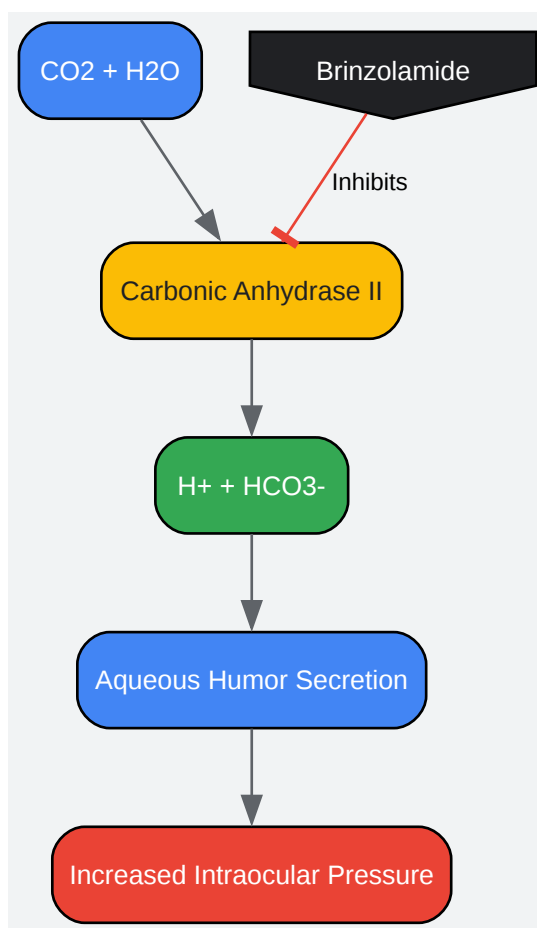 CO2 + H2O
Brinzolamide
Inhibits
Carbonic Anhydrase II
H+ + HCO3-
Aqueous Humor Secretion
Increased Intraocular Pressure